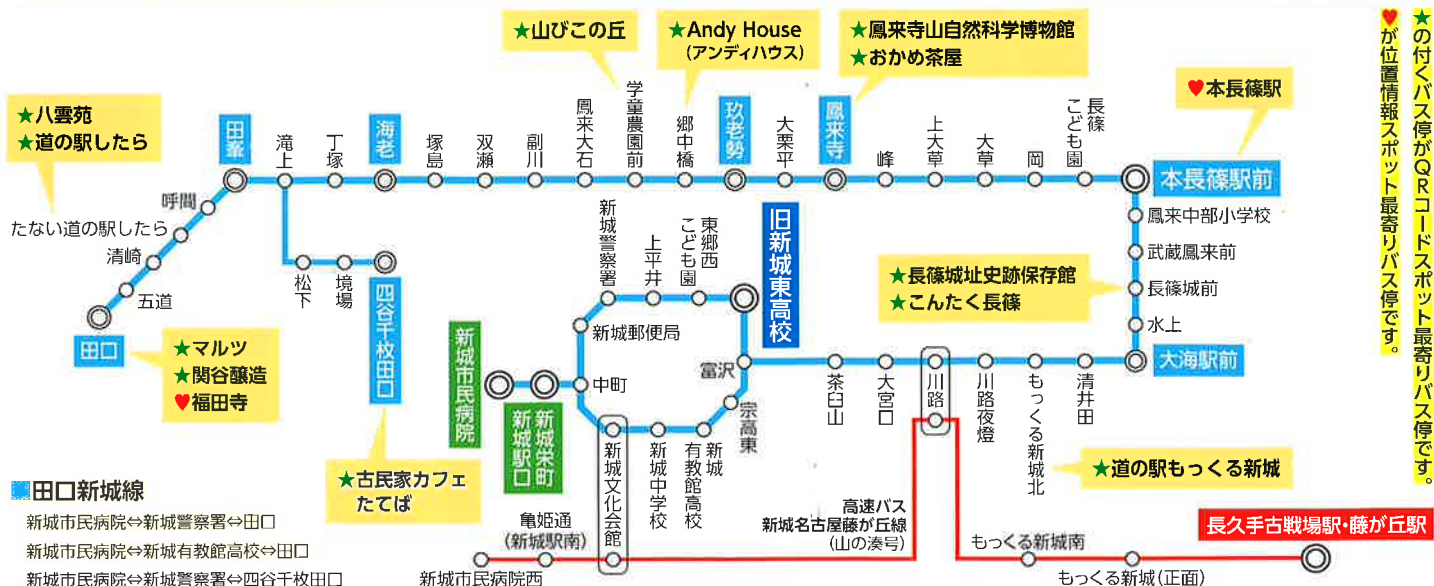 ★の付くバス停がQRコードスポット最寄りバス停です。
♥が位置情報スポット最寄りバス停です。
★山びこの丘
★Andy House
(アンディハウス)
★鳳来寺山自然科学博物館
★おかめ茶屋
♥本長篠駅
★八雲苑
★道の駅したら
田峯
滝上
丁塚
海老
塚島
双瀬
副川
鳳来大石
学童農園前
郷中橋
玖老勢
大栗平
鳳来寺
峰
上大草
大草
岡
長篠
こども園
本長篠駅前
呼間
たない道の駅したら
清崎
五道
田口
松下
境場
四谷千枚田口
鳳来中部小学校
武蔵鳳来前
長篠城前
水上
大海駅前
★長篠城址史跡保存館
★こんたく長篠
★マルツ
★関谷醸造
♥福田寺
★古民家カフェ
たてば
新城市民病院
新城栄町
新城駅口
中町
新城郵便局
新城警察署
上平井
東郷西
こども園
旧新城東高校
富沢
宗高東
新城
有教館高校
新城中学校
新城文化会館
茶臼山
大宮口
川路
川路夜燈
もっくる新城北
清井田
★道の駅もっくる新城
田口新城線
新城市民病院⇔新城警察署⇔田口
新城市民病院⇔新城有教館高校⇔田口
新城市民病院⇔新城警察署⇔四谷千枚田口
亀姫通
(新城駅南)
新城市民病院西
高速バス
新城名古屋藤が丘線
(山の湊号)
もっくる新城南
もっくる新城(正面)
長久手古戦場駅・藤が丘駅